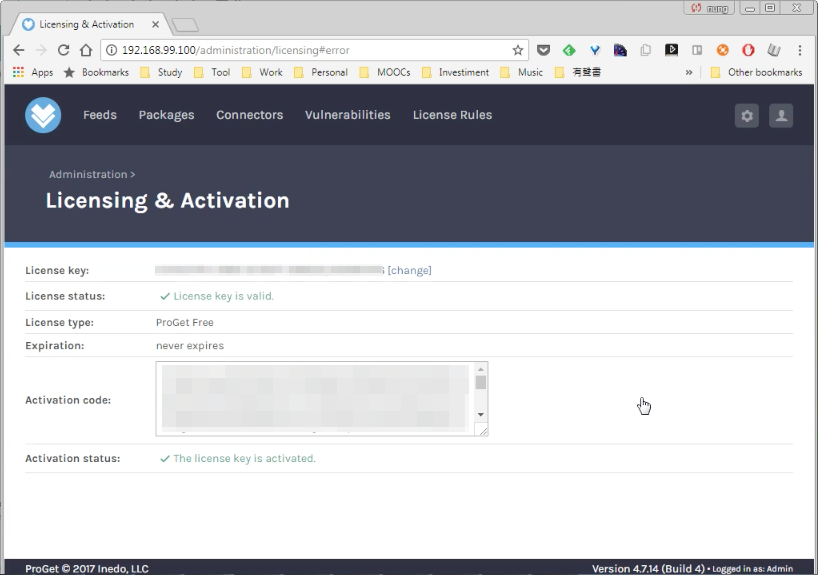 Licensing & Activation
192.168.99.100/administration/licensing#error
Apps Bookmarks Study Tool Work Personal MOOCs Investiment Music 有聲書 » Other bookmarks
Feeds Packages Connectors Vulnerabilities License Rules
Administration >
Licensing & Activation
License key: [change]
License status: License key is valid.
License type: ProGet Free
Expiration: never expires
Activation code:
Activation status: The license key is activated.
ProGet © 2017 Inedo, LLC Version 4.7.14 (Build 4) • Logged in as: Admin